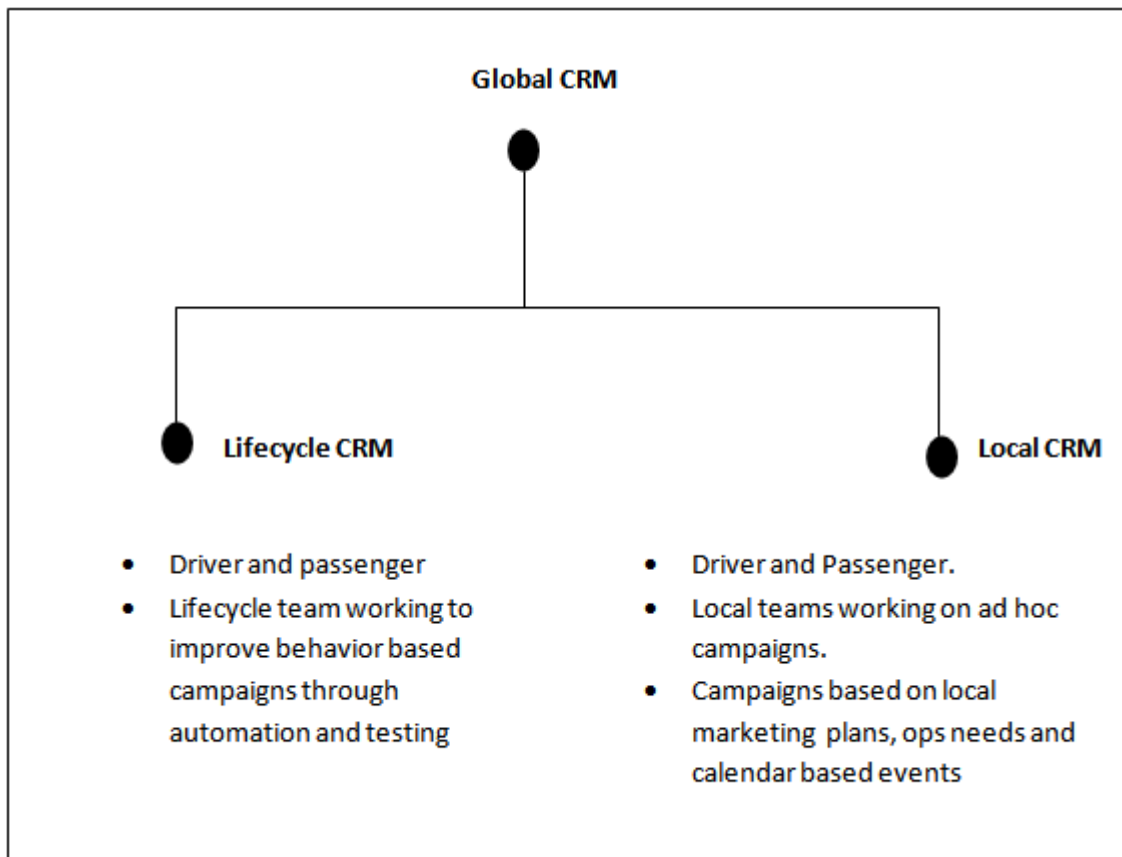 Global CRM
Lifecycle CRM
Local CRM
• Driver and passenger
• Lifecycle team working to
improve behavior based
campaigns through
automation and testing
• Driver and Passenger.
• Local teams working on ad hoc
campaigns.
• Campaigns based on local
marketing plans, ops needs and
calendar based events